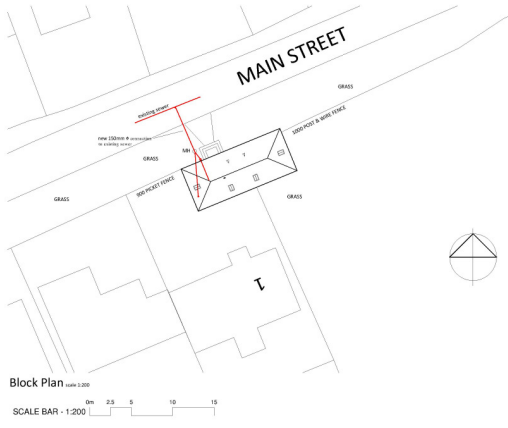 MAIN STREET
GRASS
existing sewer
1000 POST & WIRE FENCE
new 150mm ø connection
to existing sewer
MH
GRASS
900 PICKET FENCE
GRASS
GRASS
1
Block Plan scale 1:200
0m 2.5 5 10 15
SCALE BAR - 1:200